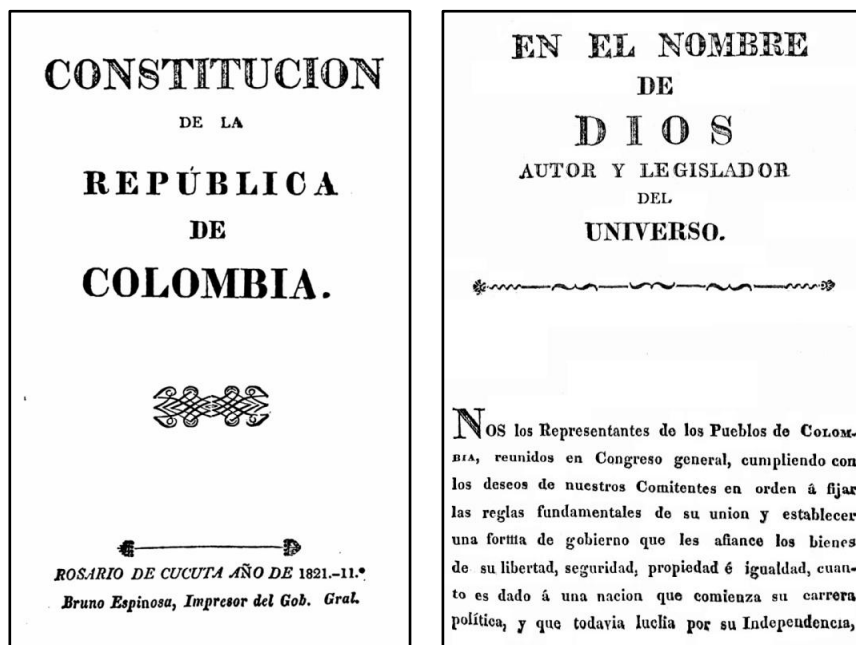 CONSTITUCION
DE LA
REPÚBLICA
DE
COLOMBIA.
ROSARIO DE CUCUTA AÑO DE 1821.-11.º
Bruno Espinosa, Impresor del Gob. Gral.
EN EL NOMBRE
DE
DIOS
AUTOR Y LEGISLADOR
DEL
UNIVERSO.
NOS los Representantes de los Pueblos de COLOM-
BIA, reunidos en Congreso general, cumpliendo con
los deseos de nuestros Comitentes en orden á fijar
las reglas fundamentales de su union y establecer
una forma de gobierno que les afiance los bienes
de su libertad, seguridad, propiedad é igualdad, cuan-
to es dado á una nacion que comienza su carrera
política, y que todavia lucha por su Independencia,